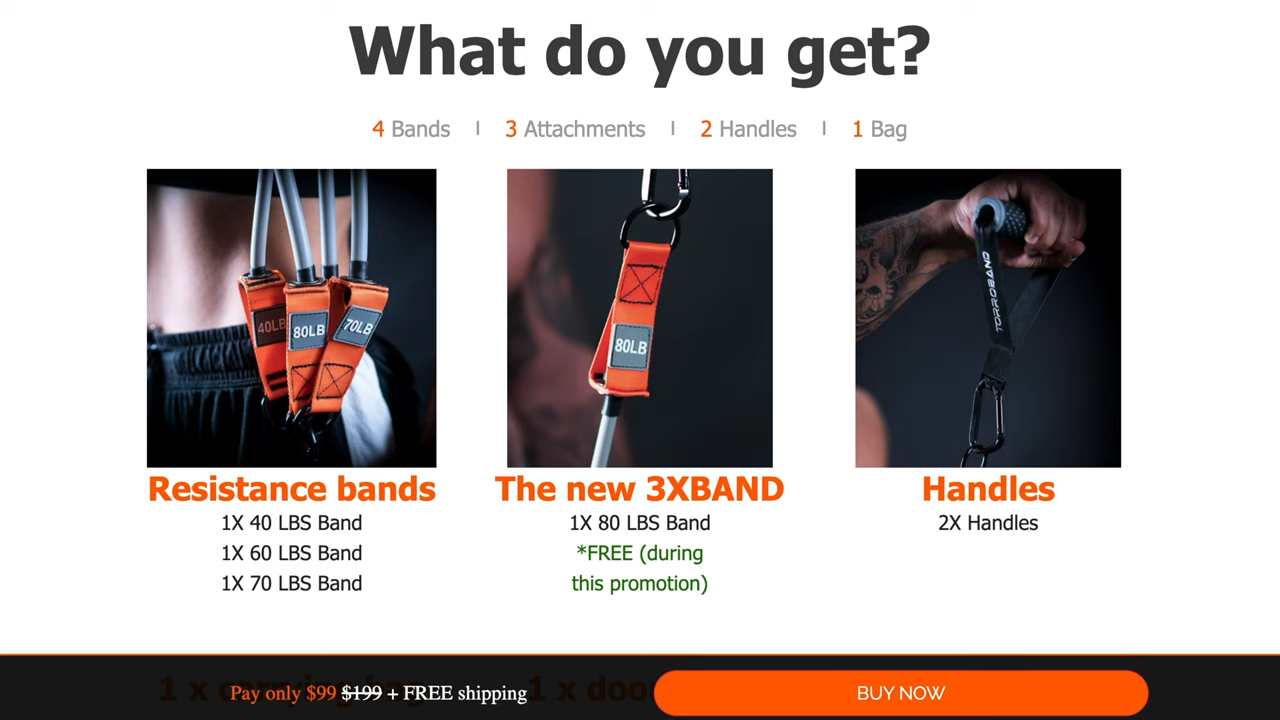 What do you get?
4 Bands | 3 Attachments | 2 Handles | 1 Bag
40LB
80LB
70LB
80LB
TORROBAND
Resistance bands
The new 3XBAND
Handles
1X 40 LBS Band
1X 80 LBS Band
2X Handles
1X 60 LBS Band
*FREE (during
1X 70 LBS Band
this promotion)
Pay only $99 $199 + FREE shipping
BUY NOW